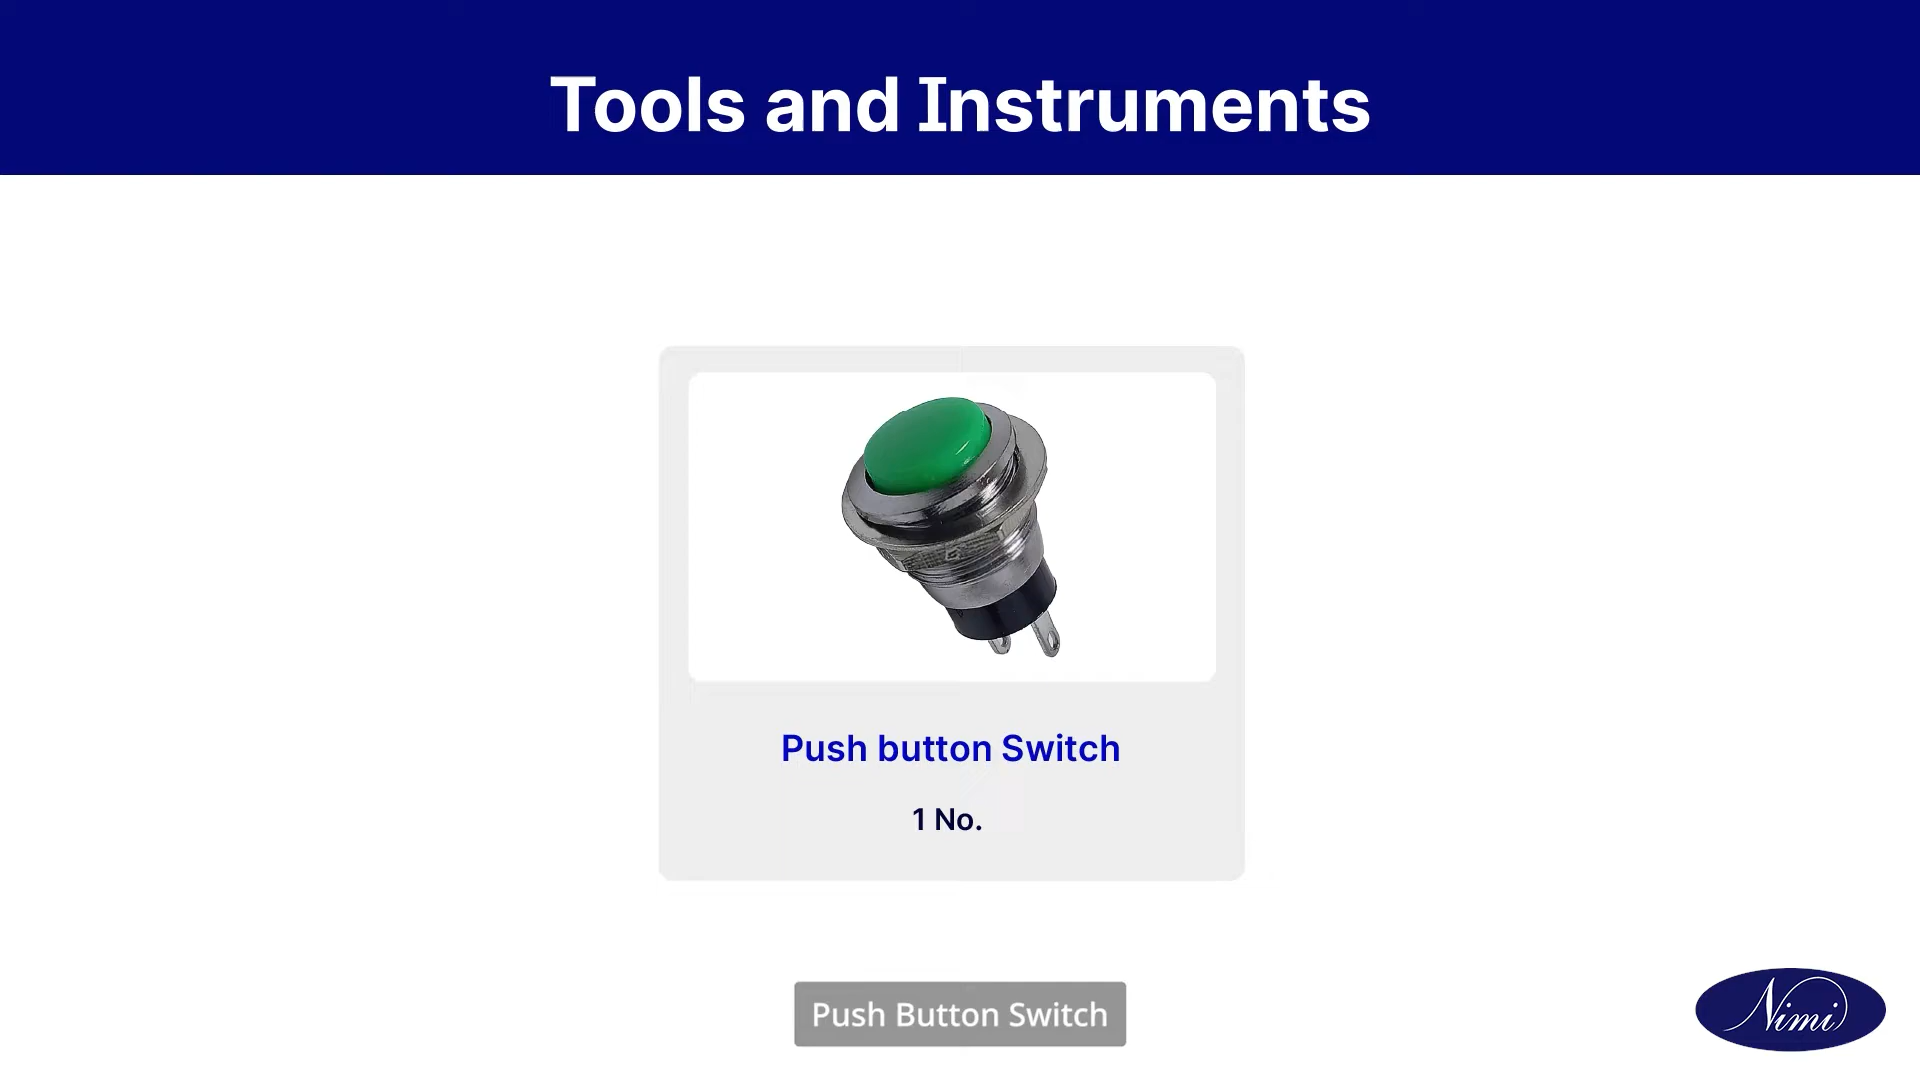 Tools and Instruments
Push button Switch
1 No.
Push Button Switch
Nimi